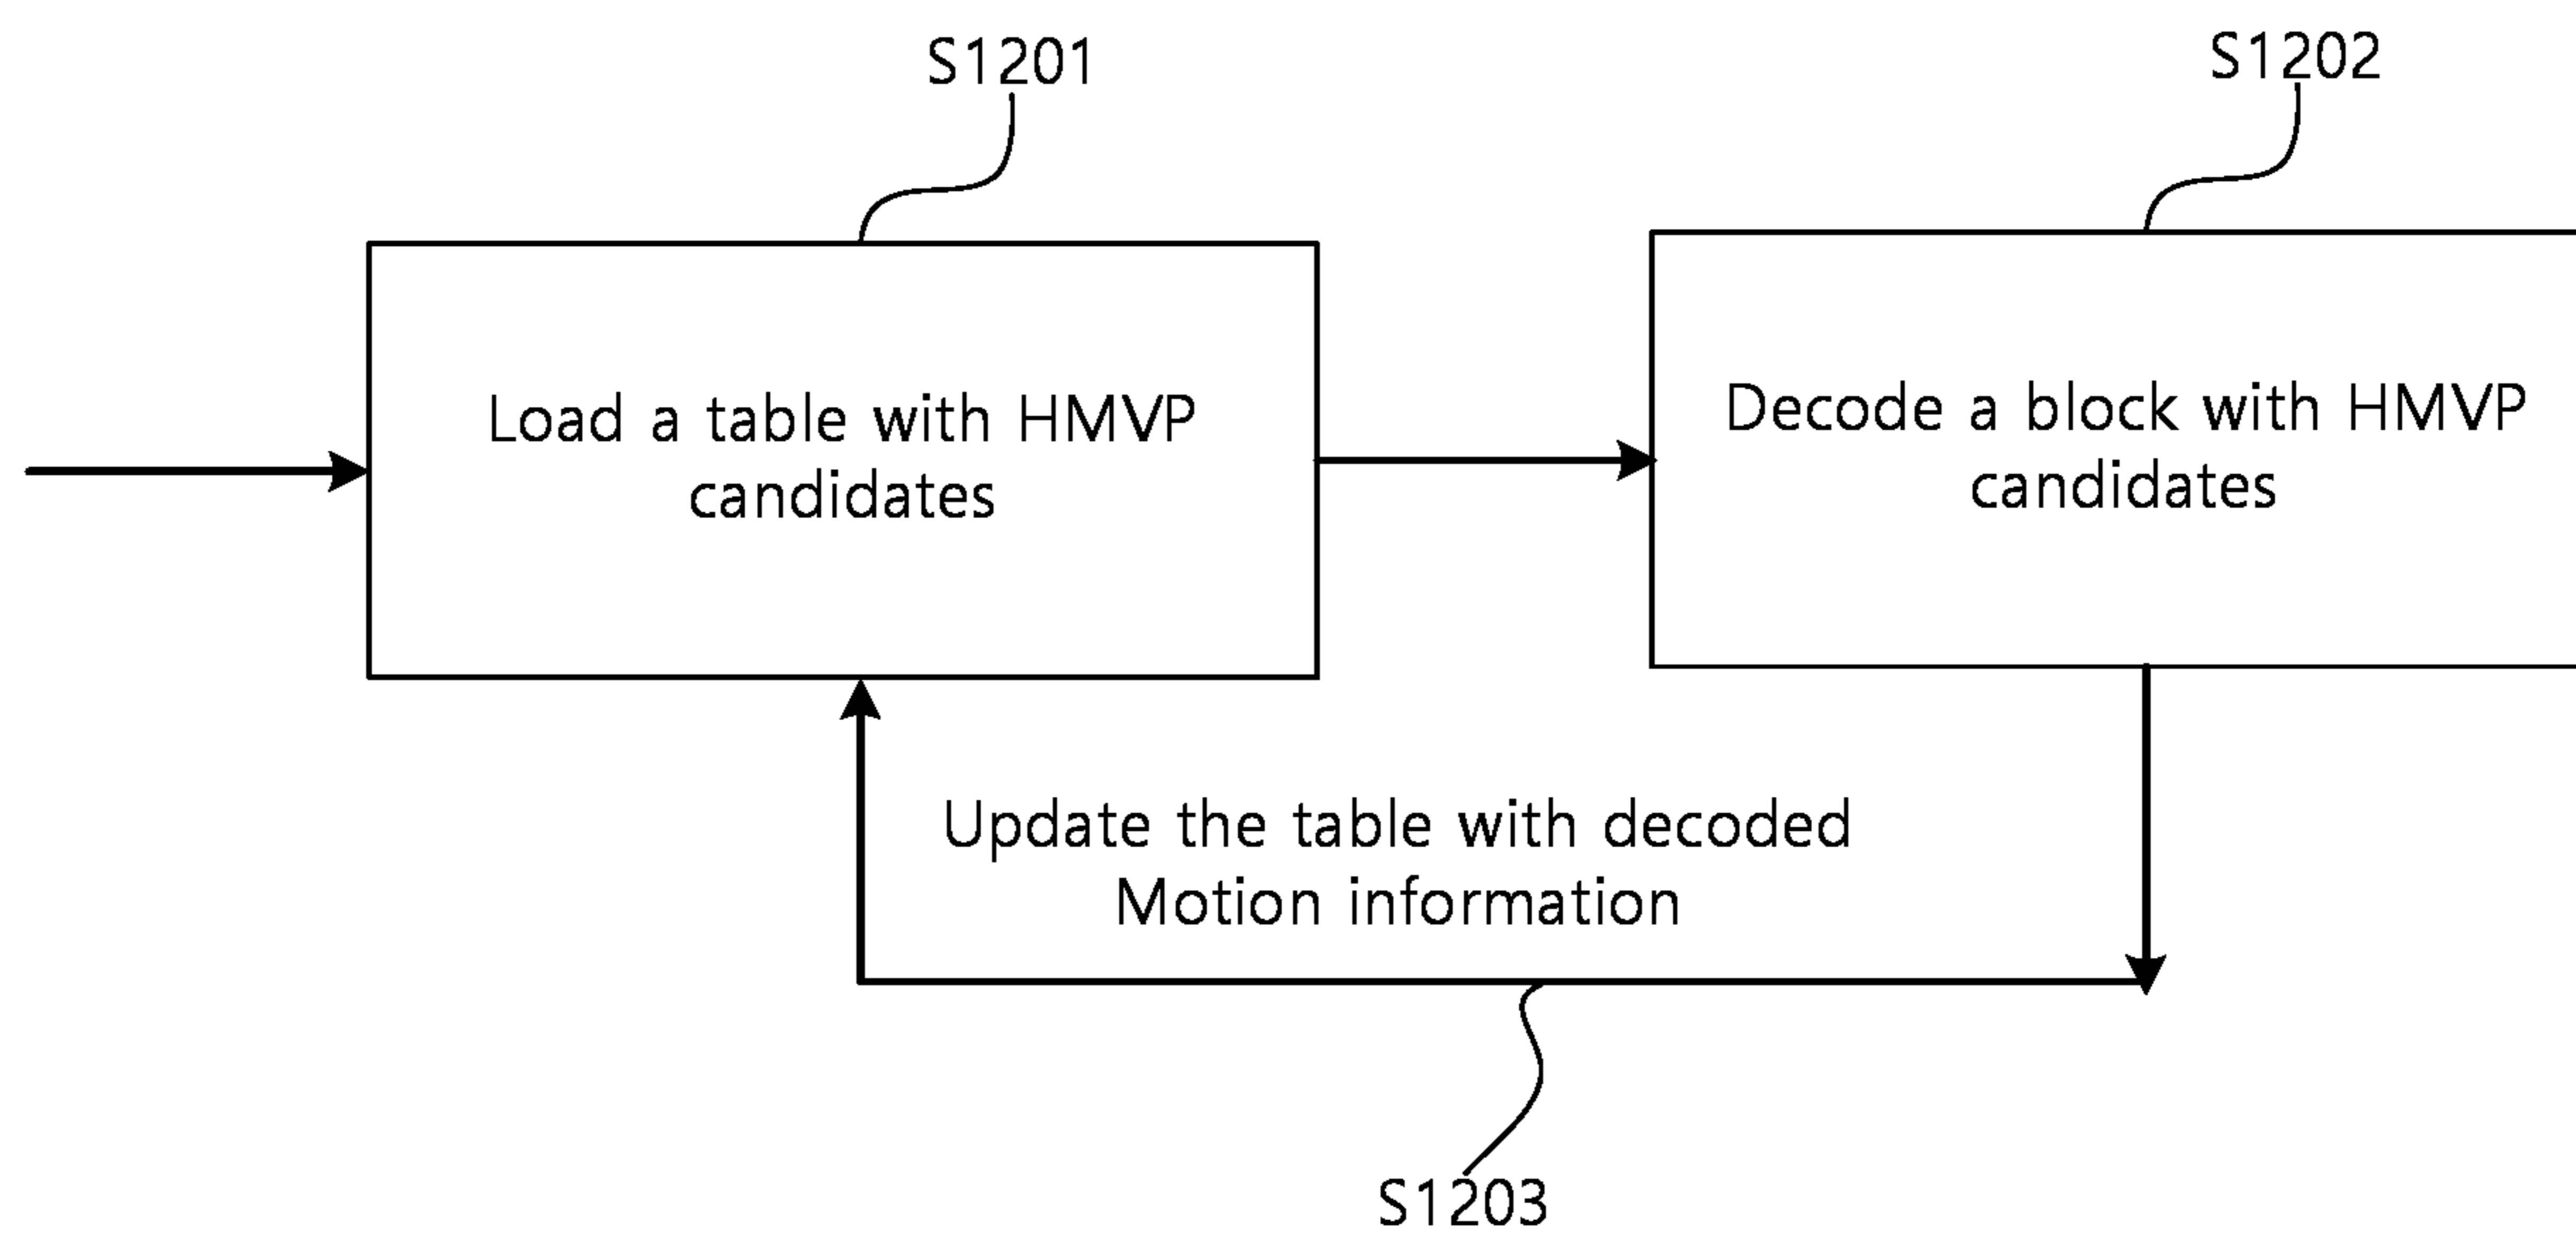 S1201
S1202
Load a table with HMVP
candidates
Decode a block with HMVP
candidates
Update the table with decoded
Motion information
S1203